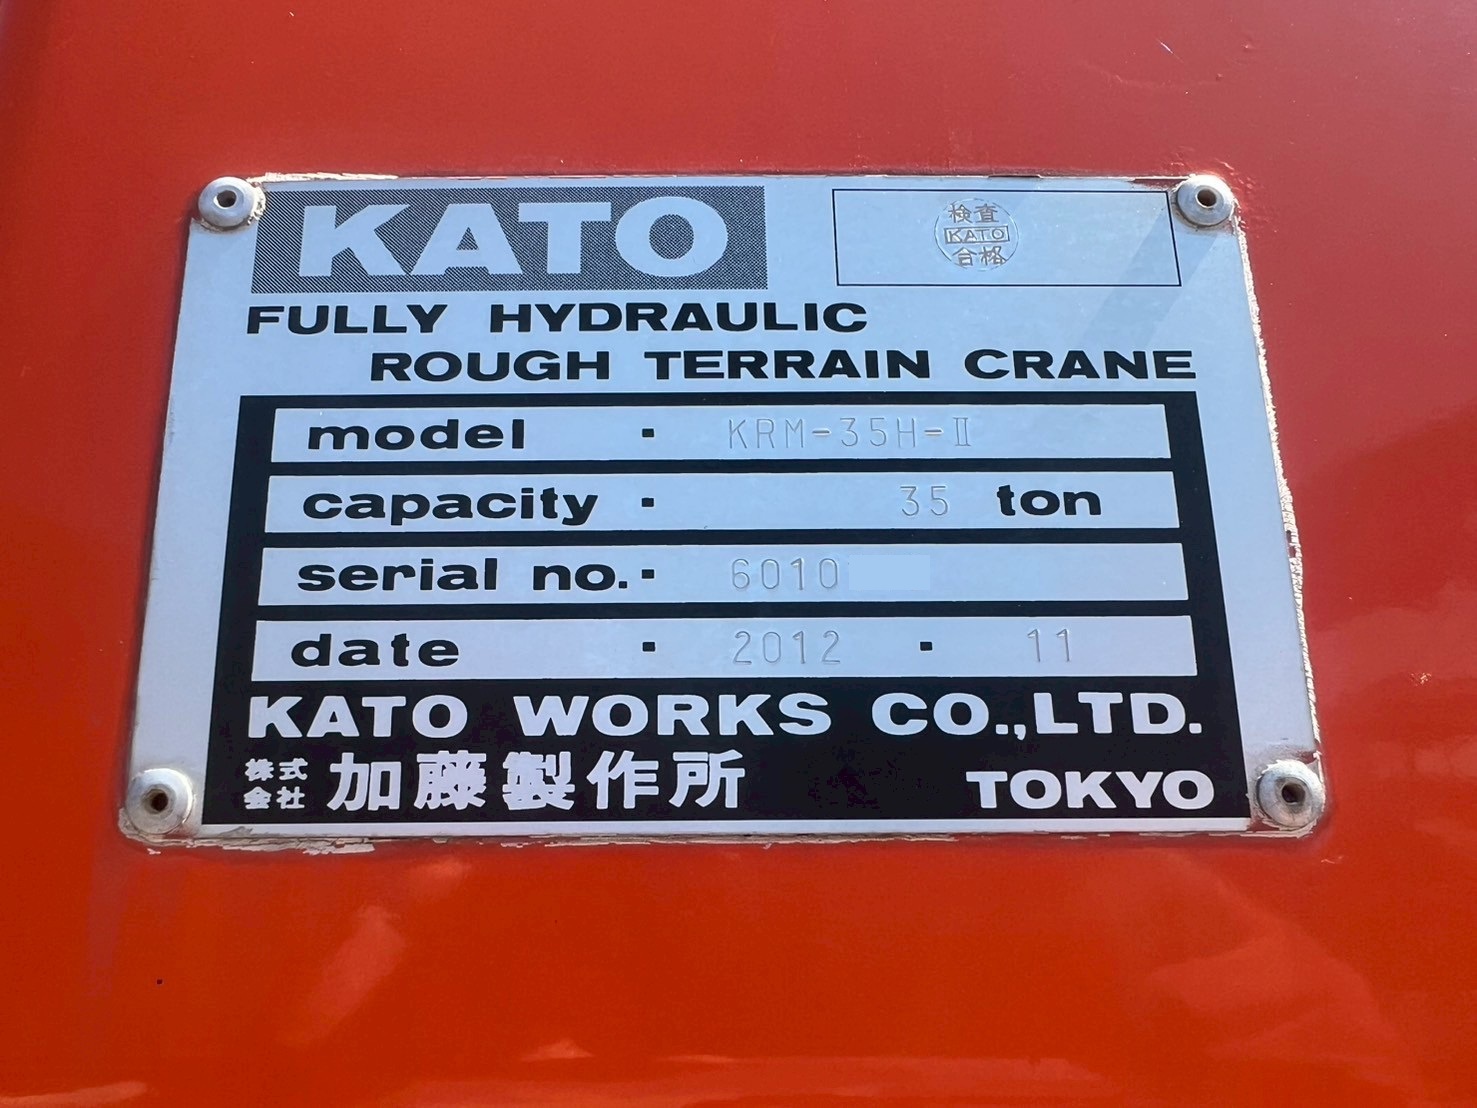 KATO
検査
KATO
合格
FULLY HYDRAULIC
ROUGH TERRAIN CRANE
model · KRM-35H-Ⅱ
capacity · 35 ton
serial no. · 6010
date · 2012 · 11
KATO WORKS CO.,LTD.
株式会社 加藤製作所 TOKYO